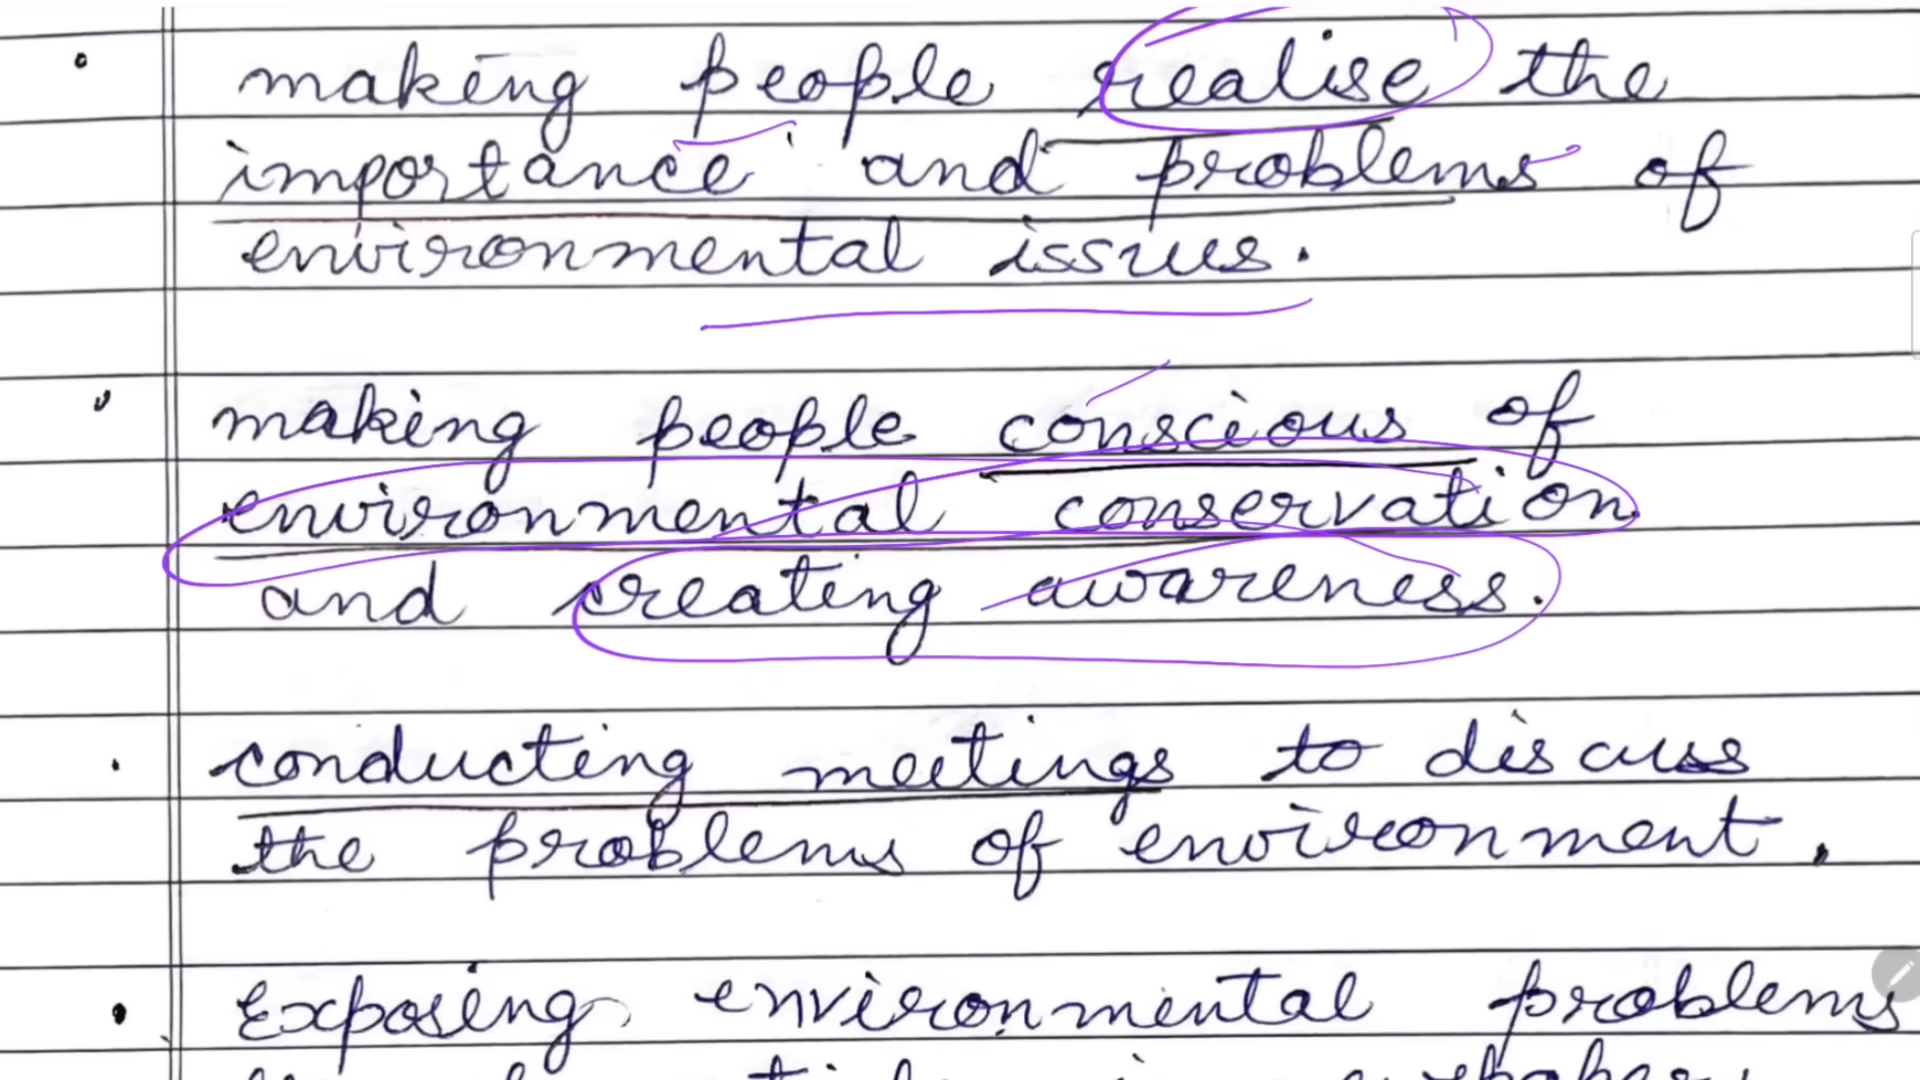 making people realise the
importance and problems of
environmental issues.
making people conscious of
environmental conservation
and creating awareness.
conducting meetings to discuss
the problems of environment.
Exposing environmental problems